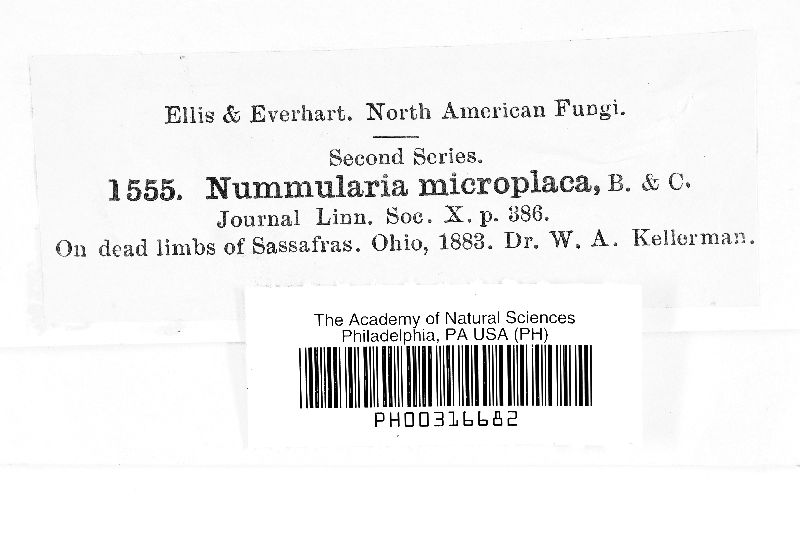 Ellis & Everhart. North American Fungi.
Second Series.
1555. Nummularia microplaca, B. & C.
Journal Linn. Soc. X. p. 386.
On dead limbs of Sassafras. Ohio, 1883. Dr. W. A. Kellerman.
The Academy of Natural Sciences
Philadelphia, PA USA (PH)
PH00316682